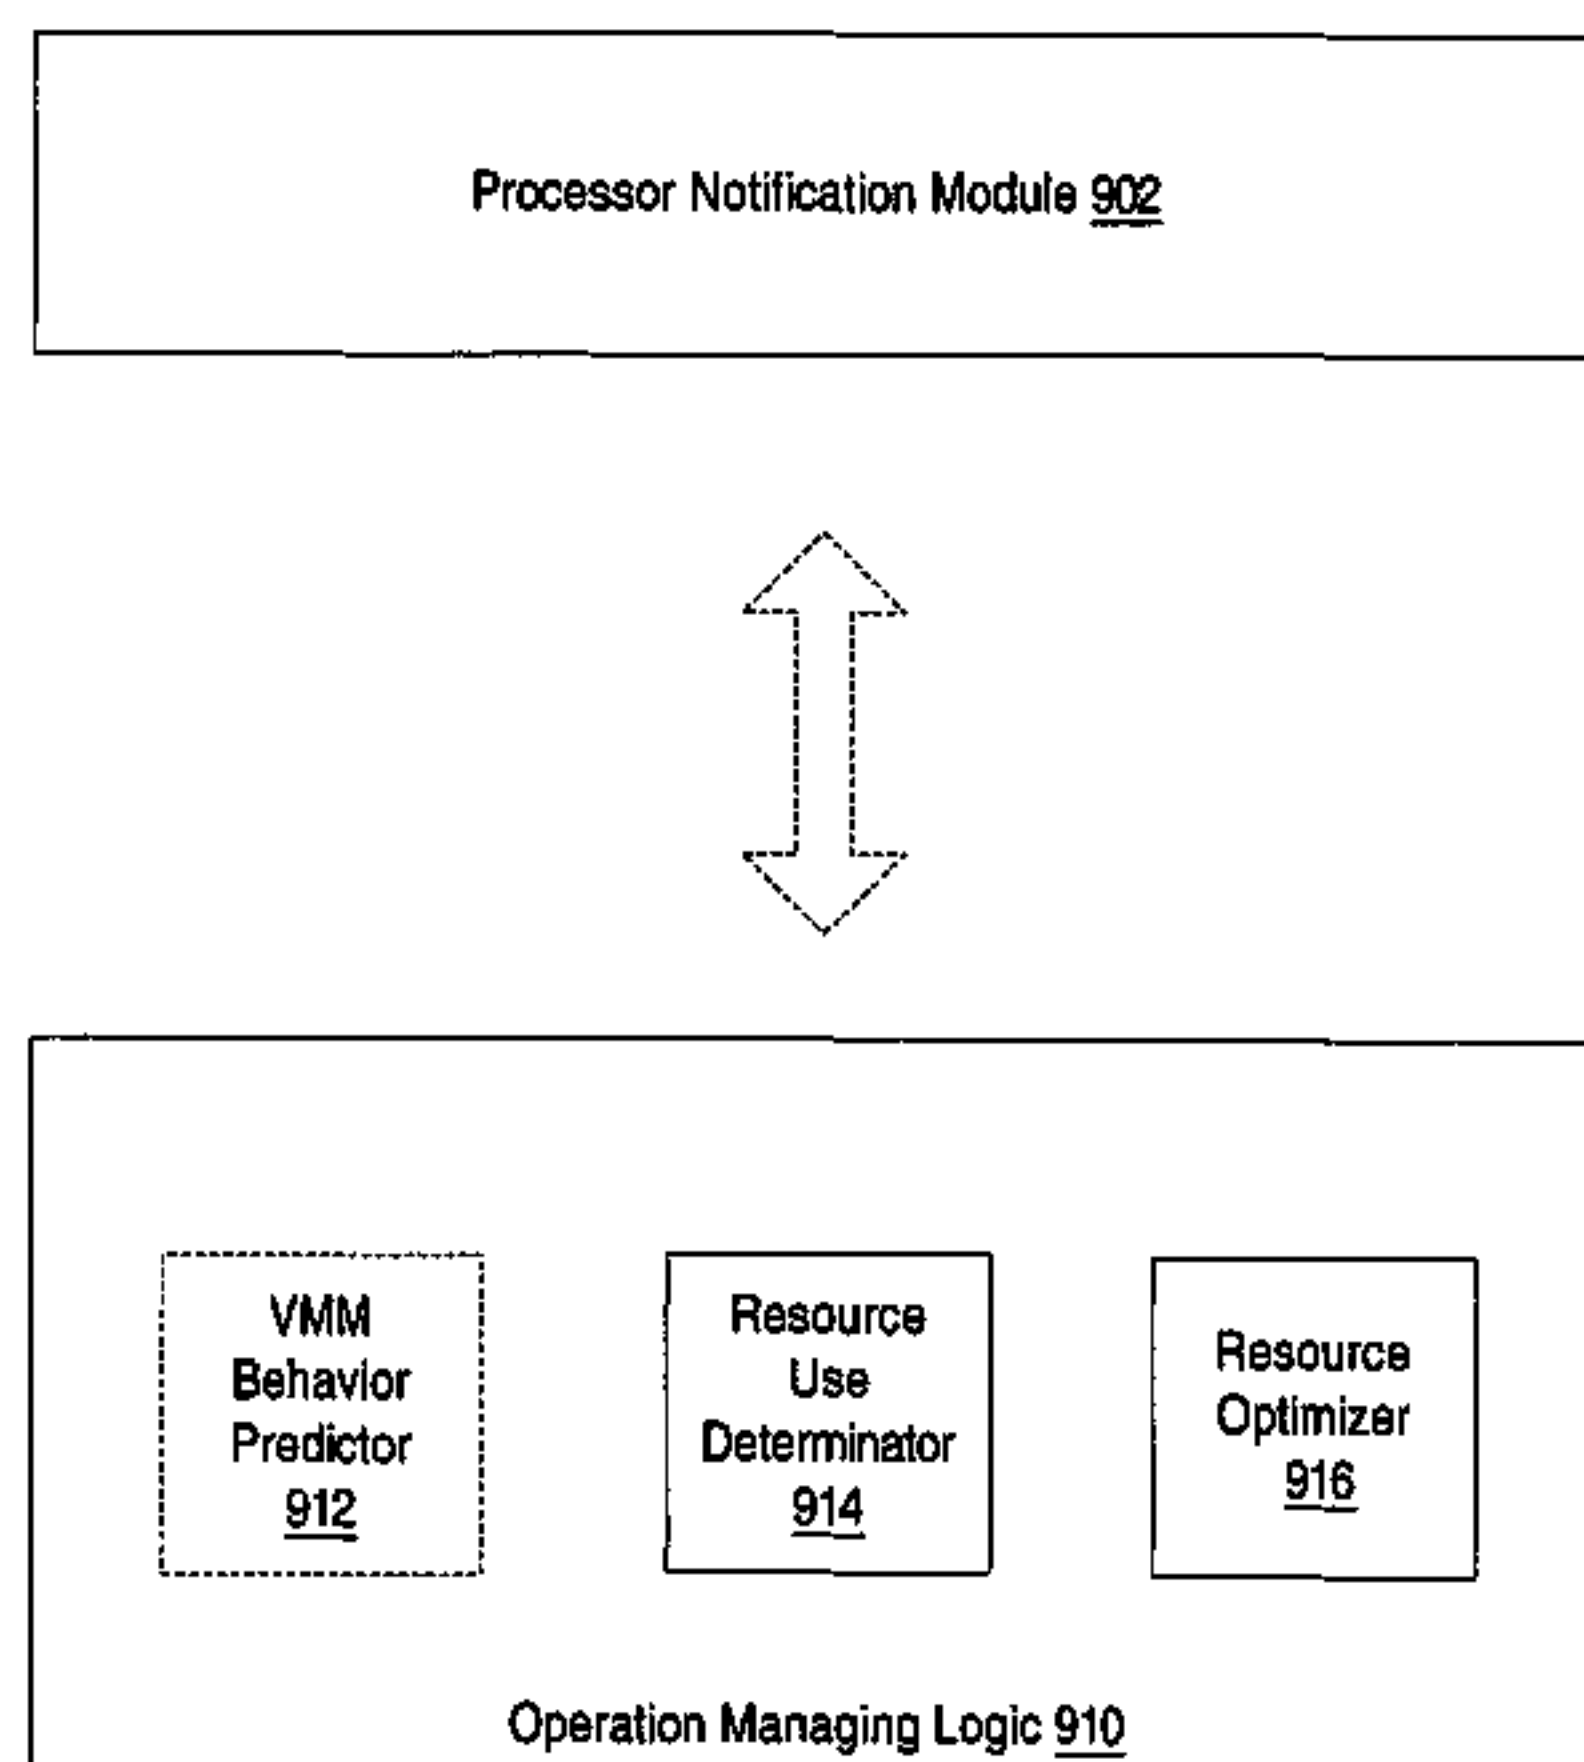 Processor Notification Module 902
VMM
Behavior
Predictor
912
Resource
Use
Determinator
914
Resource
Optimizer
916
Operation Managing Logic 910